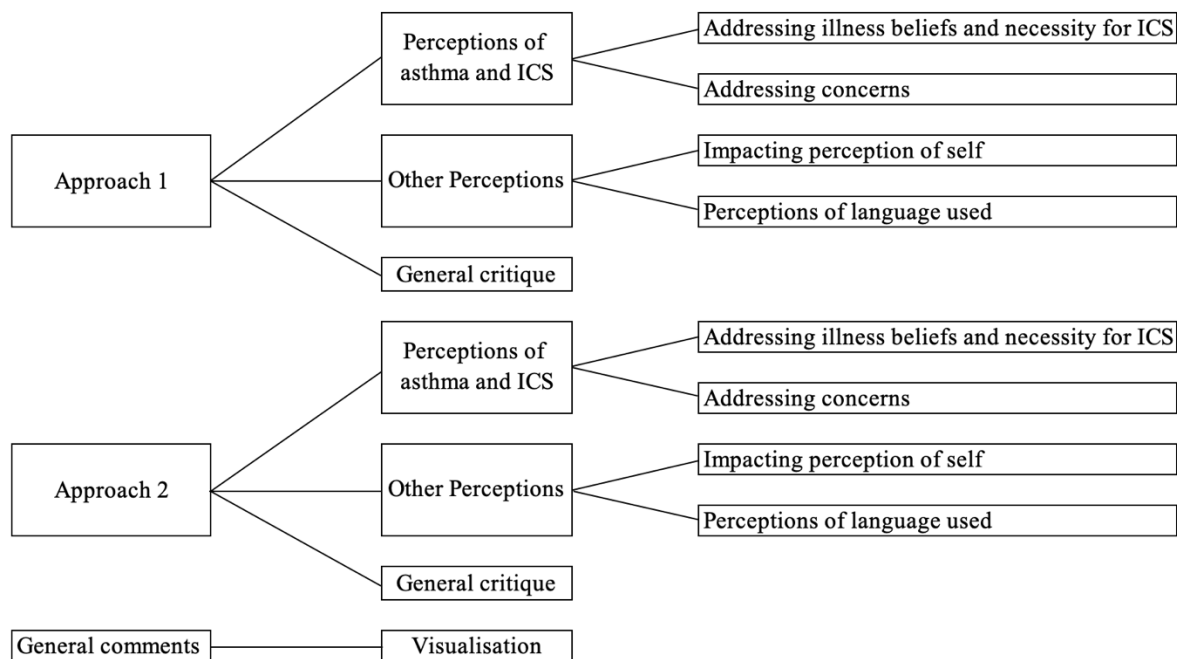 Approach 1
Perceptions of
asthma and ICS
Addressing illness beliefs and necessity for ICS
Addressing concerns
Other Perceptions
Impacting perception of self
Perceptions of language used
General critique
Approach 2
Perceptions of
asthma and ICS
Addressing illness beliefs and necessity for ICS
Addressing concerns
Other Perceptions
Impacting perception of self
Perceptions of language used
General critique
General comments
Visualisation